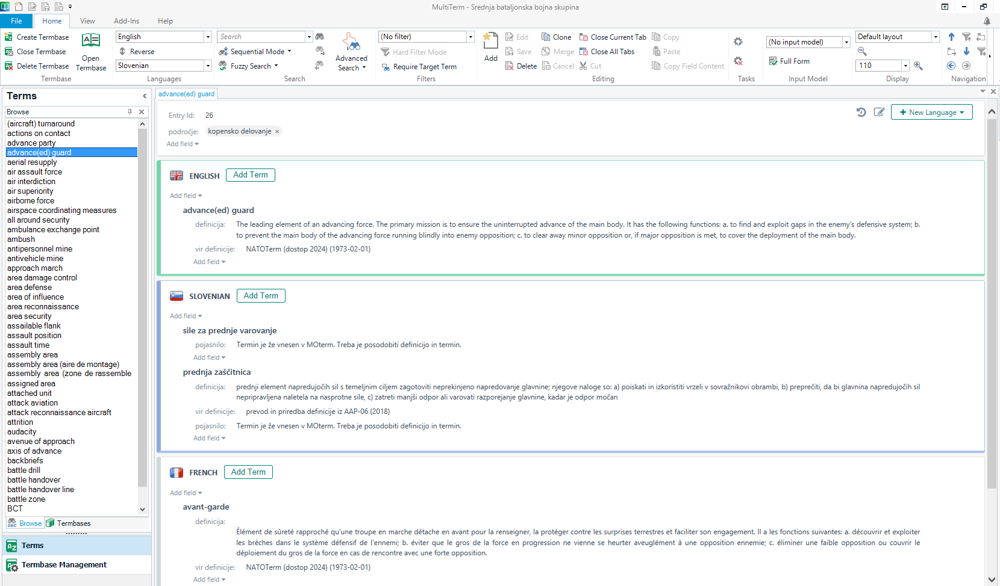 MultiTerm - Srednja bataljonska bojna skupina
File Home View Add-Ins Help
Create Termbase
Close Termbase
Delete Termbase
Open Termbase
Termbase
English
Reverse
Slovenian
Languages
Search
Sequential Mode
Fuzzy Search
Advanced Search
Search
(No filter)
Hard Filter Mode
Require Target Term
Filters
Add
Edit
Save
Delete
Clone
Merge
Cancel
Close Current Tab
Close All Tabs
Cut
Copy
Paste
Copy Field Content
Editing
Tasks
(No input model)
Full Form
Input Model
Default layout
110
Display
Navigation
Terms
Browse
(aircraft) turnaround
actions on contact
advance party
advance(ed) guard
aerial resupply
air assault force
air interdiction
air superiority
airborne force
airspace coordinating measures
all around security
ambulance exchange point
ambush
antipersonnel mine
antivehicle mine
approach march
area damage control
area defense
area of influence
area reconnaissance
area security
assailable flank
assault position
assault time
assembly area
assembly area (aire de montage)
assembly area (zone de rassemble
assigned area
attached unit
attack aviation
attack reconnaissance aircraft
attrition
audacity
avenue of approach
axis of advance
backbriefs
battle drill
battle handover
battle handover line
battle zone
BCT
Browse Termbases
Terms
Termbase Management
advance(ed) guard
Entry Id: 26
New Language
področje: kopensko delovanje ×
Add field
ENGLISH Add Term
Add field
advance(ed) guard
definicija: The leading element of an advancing force. The primary mission is to ensure the uninterrupted advance of the main body. It has the following functions: a. to find and exploit gaps in the enemy's defensive system; b.
to prevent the main body of the advancing force running blindly into enemy opposition; c. to clear away minor opposition or, if major opposition is met, to cover the deployment of the main body.
vir definicije: NATOTerm (dostop 2024) (1973-02-01)
Add field
SLOVENIAN Add Term
Add field
sile za prednje varovanje
pojasnilo: Termin je že vnesen v MOterm. Treba je posodobiti definicijo in termin.
Add field
prednja zaščitnica
definicija: prednji element napredujočih sil s temeljnim ciljem zagotoviti neprekinjeno napredovanje glavnine; njegove naloge so: a) poiskati in izkoristiti vrzeli v sovražnikovi obrambi, b) preprečiti, da bi glavnina napredujočih sil
nepripravljena naletela na nasprotne sile, c) zatreti manjši odpor ali varovati razporejanje glavnine, kadar je odpor močan
vir definicije: prevod in priredba definicije iz AAP-06 (2018)
pojasnilo: Termin je že vnesen v MOterm. Treba je posodobiti definicijo in termin.
Add field
FRENCH Add Term
Add field
avant-garde
definicija:
Élément de sûreté rapproché qu'une troupe en marche détache en avant pour la renseigner, la protéger contre les surprises terrestres et faciliter son engagement. Il a les fonctions suivantes: a. découvrir et exploiter
les brèches dans le système défensif de l'ennemi; b. éviter que le gros de la force en progression ne vienne se heurter aveuglément à une opposition ennemie; c. éliminer une faible opposition ou couvrir le
déploiement du gros de la force en cas de rencontre avec une forte opposition.
vir definicije: NATOTerm (dostop 2024) (1973-02-01)
Add field